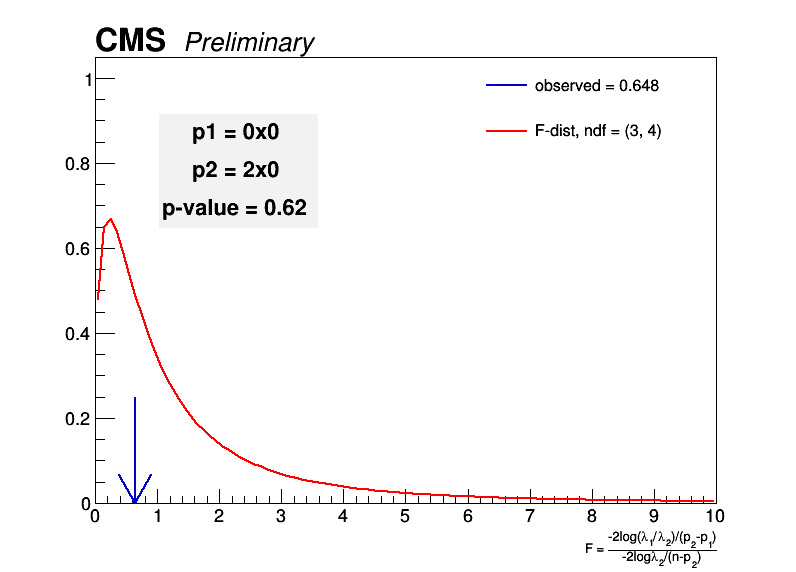 CMS Preliminary
observed = 0.648
F-dist, ndf = (3, 4)
p1 = 0x0
p2 = 2x0
p-value = 0.62
1
0.8
0.6
0.4
0.2
0
0 1 2 3 4 5 6 7 8 9 10
F = -2log(λ₁/λ₂)/(p₂-p₁)
-2logλ₂/(n-p₂)